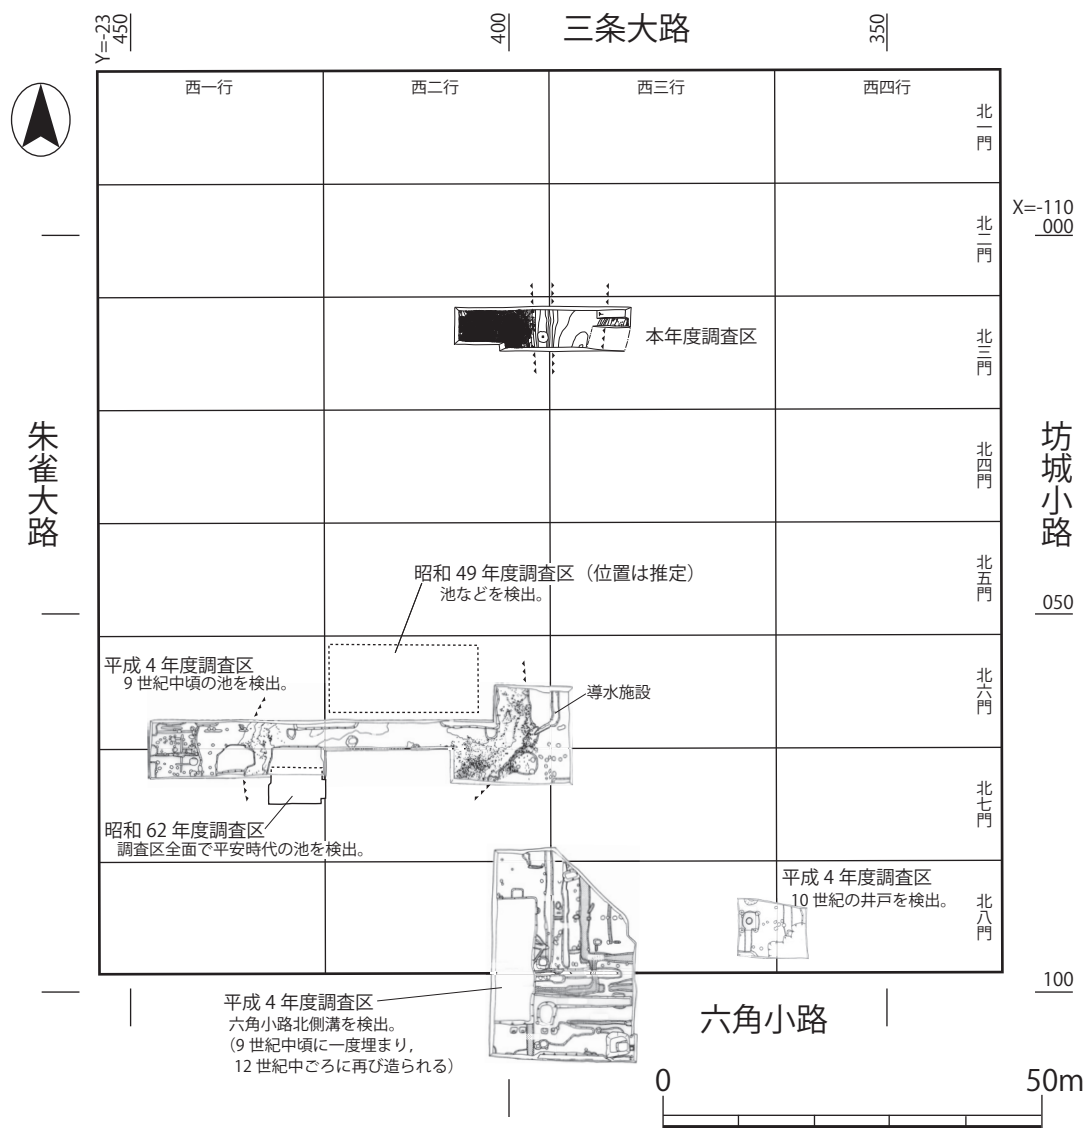 Y=-23
450
400
三条大路
350
西一行
西二行
西三行
西四行
北一門
X=-110
000
北二門
本年度調査区
北三門
朱雀大路
坊城小路
北四門
昭和 49 年度調査区（位置は推定）
池などを検出。
北五門
050
平成 4 年度調査区
9 世紀中頃の池を検出。
導水施設
北六門
昭和 62 年度調査区
調査区全面で平安時代の池を検出。
北七門
平成 4 年度調査区
10 世紀の井戸を検出。
北八門
100
平成 4 年度調査区
六角小路北側溝を検出。
（9 世紀中頃に一度埋まり，
12 世紀中ごろに再び造られる）
六角小路
0
50m